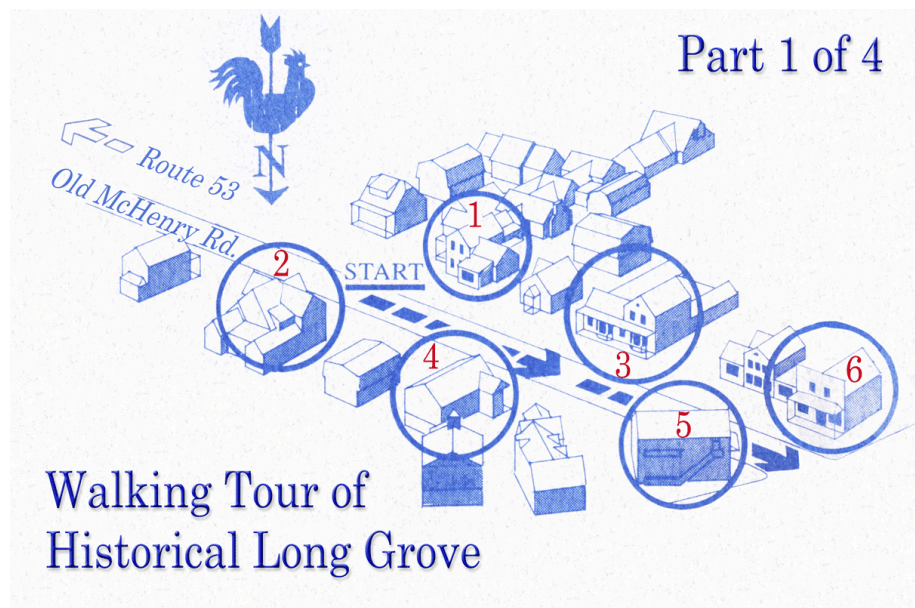 Part 1 of 4
N
Route 53
Old McHenry Rd.
1
2
START
3
4
5
6
Walking Tour of
Historical Long Grove